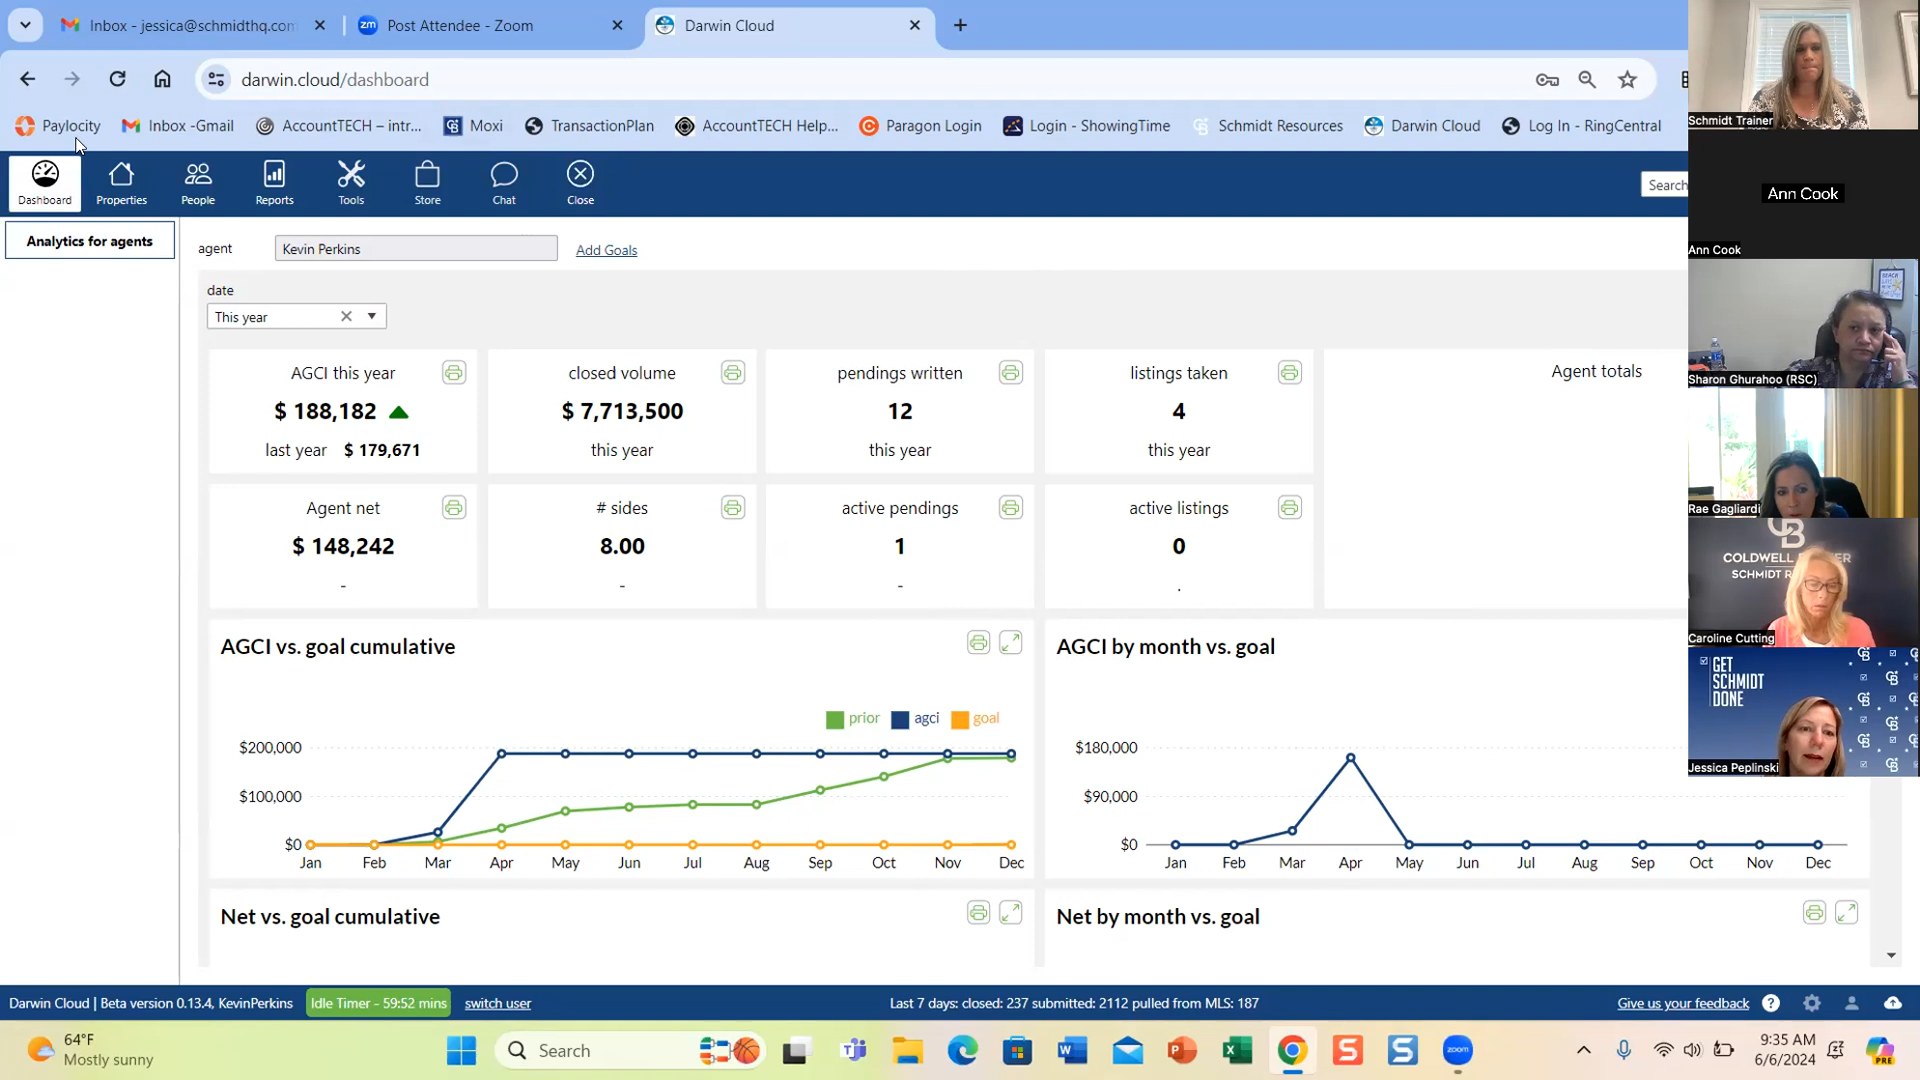 Inbox - jessica@schmidthq.com
Post Attendee - Zoom
Darwin Cloud
darwin.cloud/dashboard
Paylocity
Inbox -Gmail
AccountTECH – intr...
Moxi
TransactionPlan
AccountTECH Help...
Paragon Login
Login - ShowingTime
Schmidt Resources
Darwin Cloud
Log In - RingCentral
Dashboard
Properties
People
Reports
Tools
Store
Chat
Close
Search
Analytics for agents
agent
Kevin Perkins
Add Goals
date
This year
AGCI this year
$ 188,182
last year $ 179,671
closed volume
$ 7,713,500
this year
pendings written
12
this year
listings taken
4
this year
Agent totals
Agent net
$ 148,242
-
# sides
8.00
-
active pendings
1
-
active listings
0
.
AGCI vs. goal cumulative
prior
agci
goal
$200,000
$100,000
$0
Jan Feb Mar Apr May Jun Jul Aug Sep Oct Nov Dec
AGCI by month vs. goal
$180,000
$90,000
$0
Jan Feb Mar Apr May Jun Jul Aug Sep Oct Nov Dec
Net vs. goal cumulative
Net by month vs. goal
Darwin Cloud | Beta version 0.13.4, KevinPerkins
Idle Timer - 59:52 mins
switch user
Last 7 days: closed: 237 submitted: 2112 pulled from MLS: 187
Give us your feedback
64°F
Mostly sunny
Search
zoom
9:35 AM
6/6/2024
PRE
Schmidt Trainer
Ann Cook
Ann Cook
Sharon Ghurahoo (RSC)
Rae Gagliardi
CB
COLDWELL
SCHMIDT
Caroline Cutting
GET
SCHMIDT
DONE
Jessica Peplinski